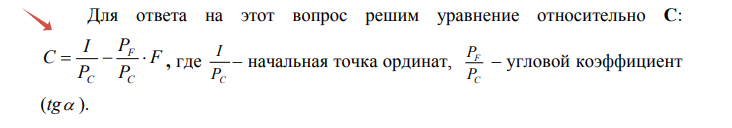 Для ответа на этот вопрос решим уравнение относительно С:
C = I/P_C − P_F/P_C · F, где I/P_C – начальная точка ординат, P_F/P_C – угловой коэффициент
(tgα).